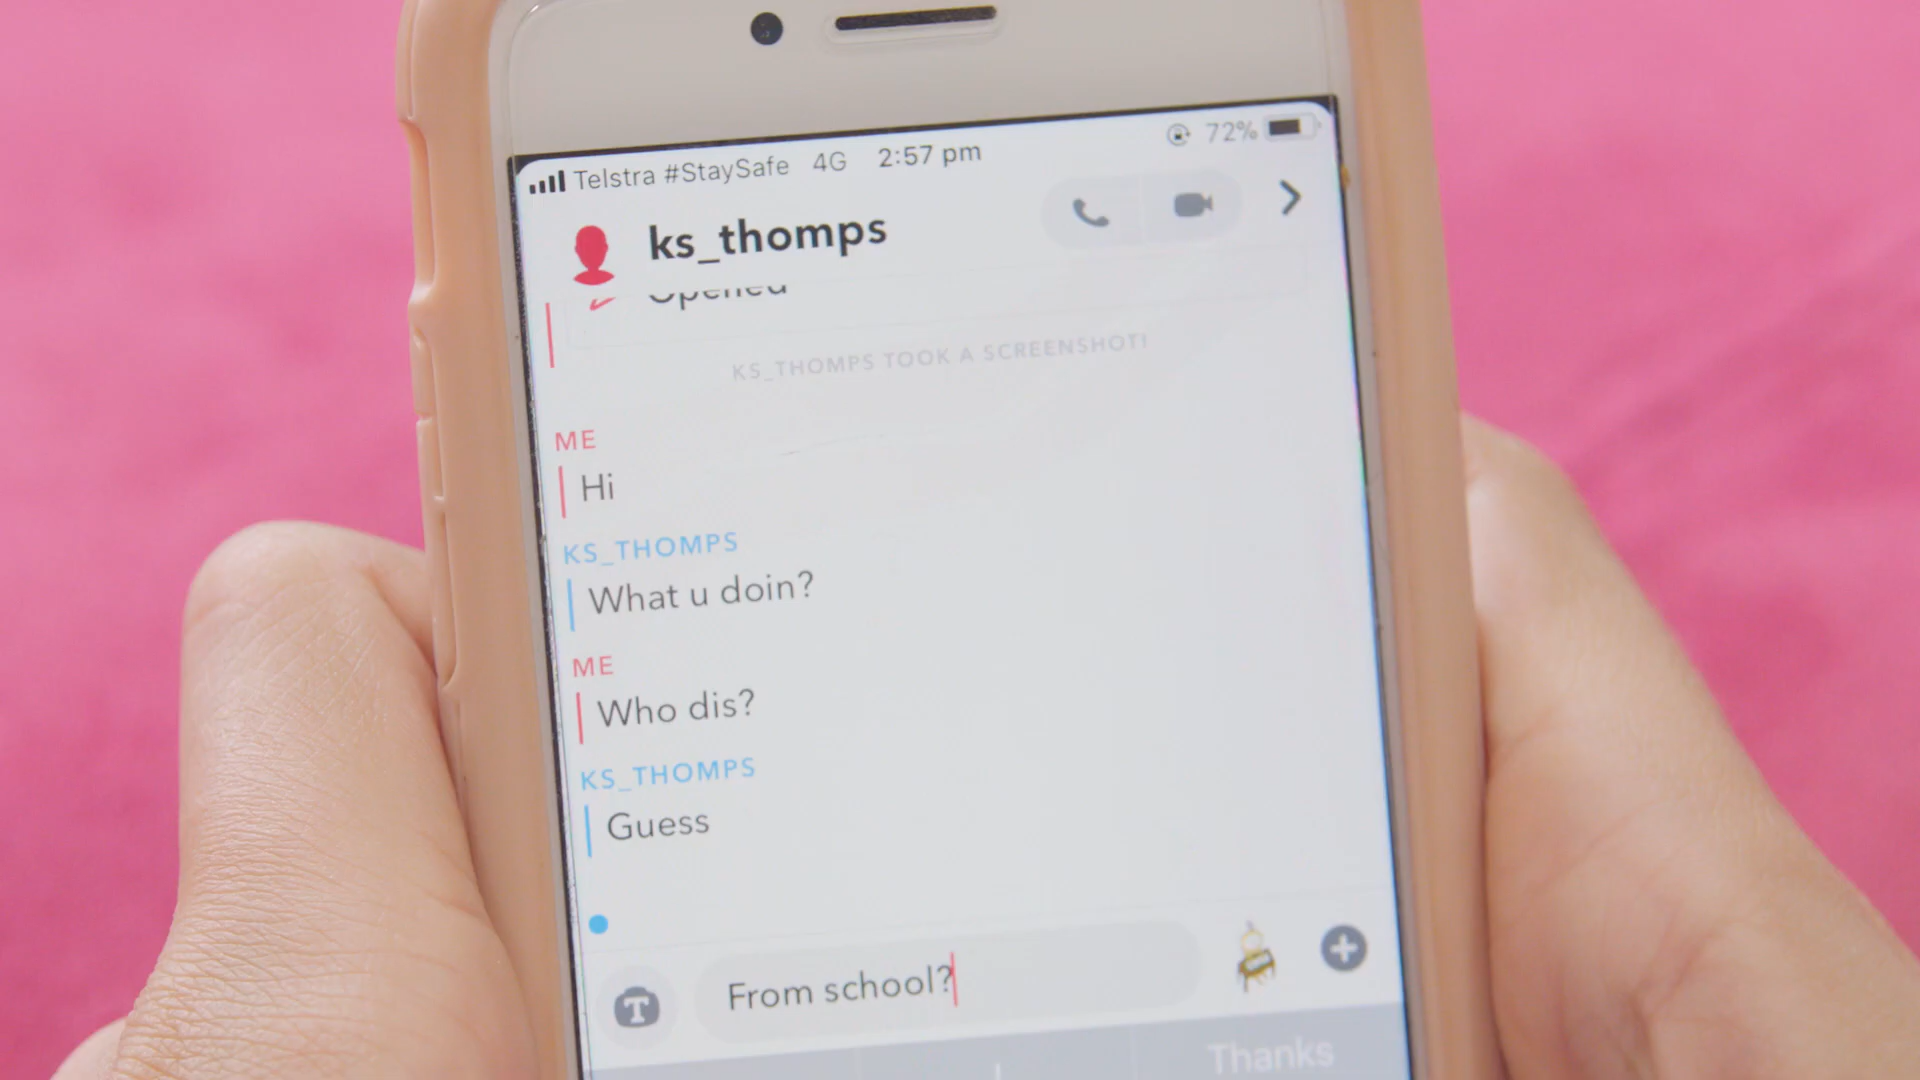 Telstra #StaySafe 4G 2:57 pm 72%
ks_thomps
Opened
KS_THOMPS TOOK A SCREENSHOT!
ME
Hi
KS_THOMPS
What u doin?
ME
Who dis?
KS_THOMPS
Guess
T From school?
Thanks